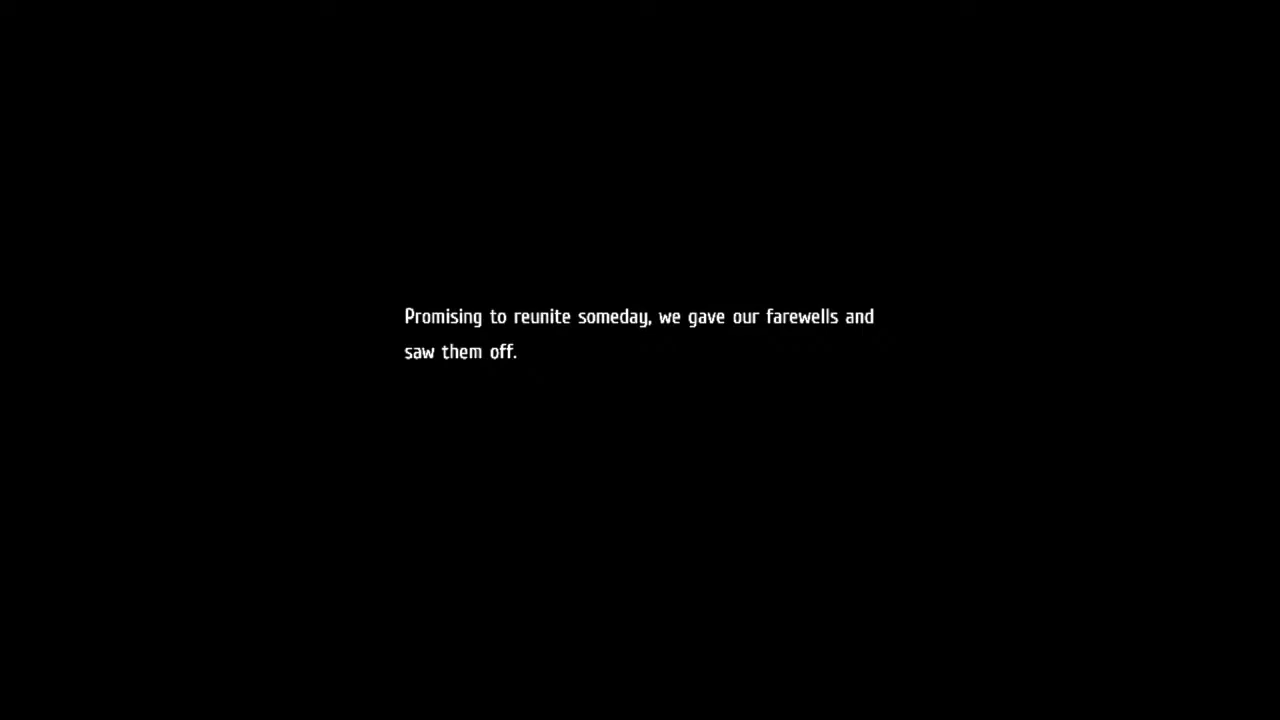 Promising to reunite someday, we gave our farewells and
saw them off.